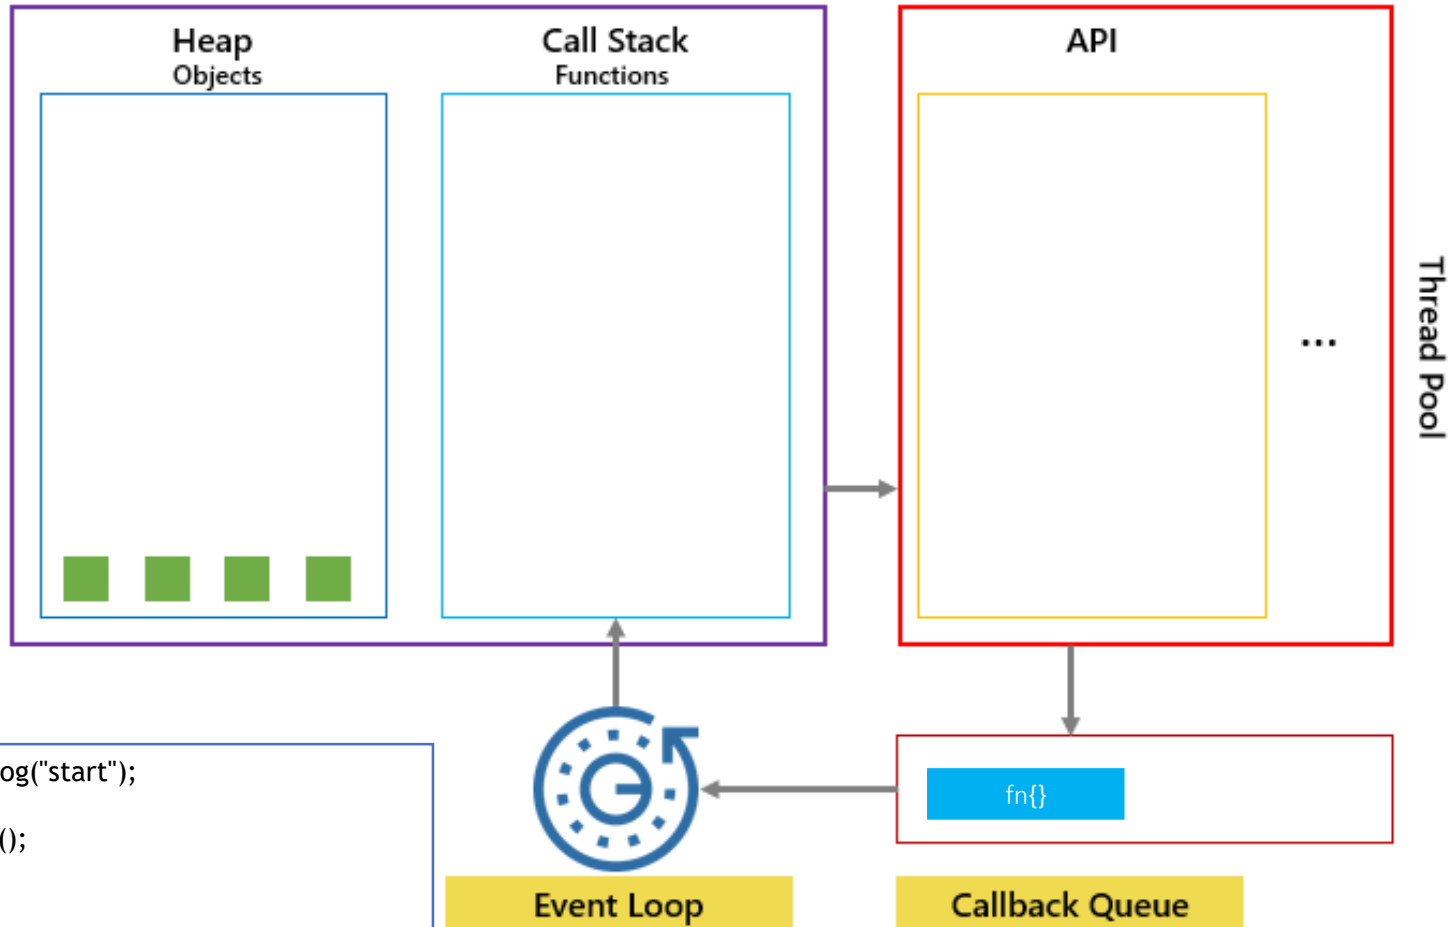 Heap
Objects
Call Stack
Functions
API
...
Thread Pool
og("start");
();
fn{}
Event Loop
Callback Queue